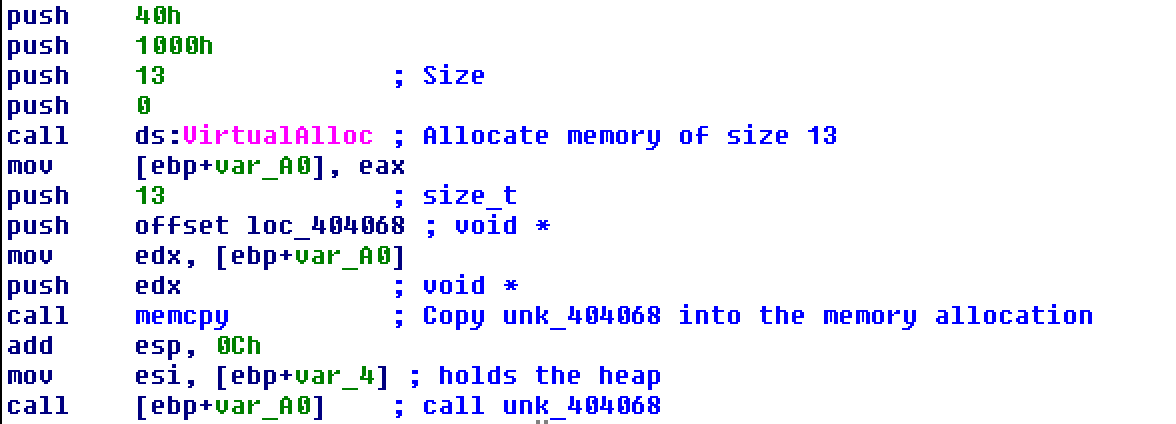 push 40h
push 1000h
push 13 ; Size
push 0
call ds:VirtualAlloc ; Allocate memory of size 13
mov [ebp+var_A0], eax
push 13 ; size_t
push offset loc_404068 ; void *
mov edx, [ebp+var_A0]
push edx ; void *
call memcpy ; Copy unk_404068 into the memory allocation
add esp, 0Ch
mov esi, [ebp+var_4] ; holds the heap
call [ebp+var_A0] ; call unk_404068